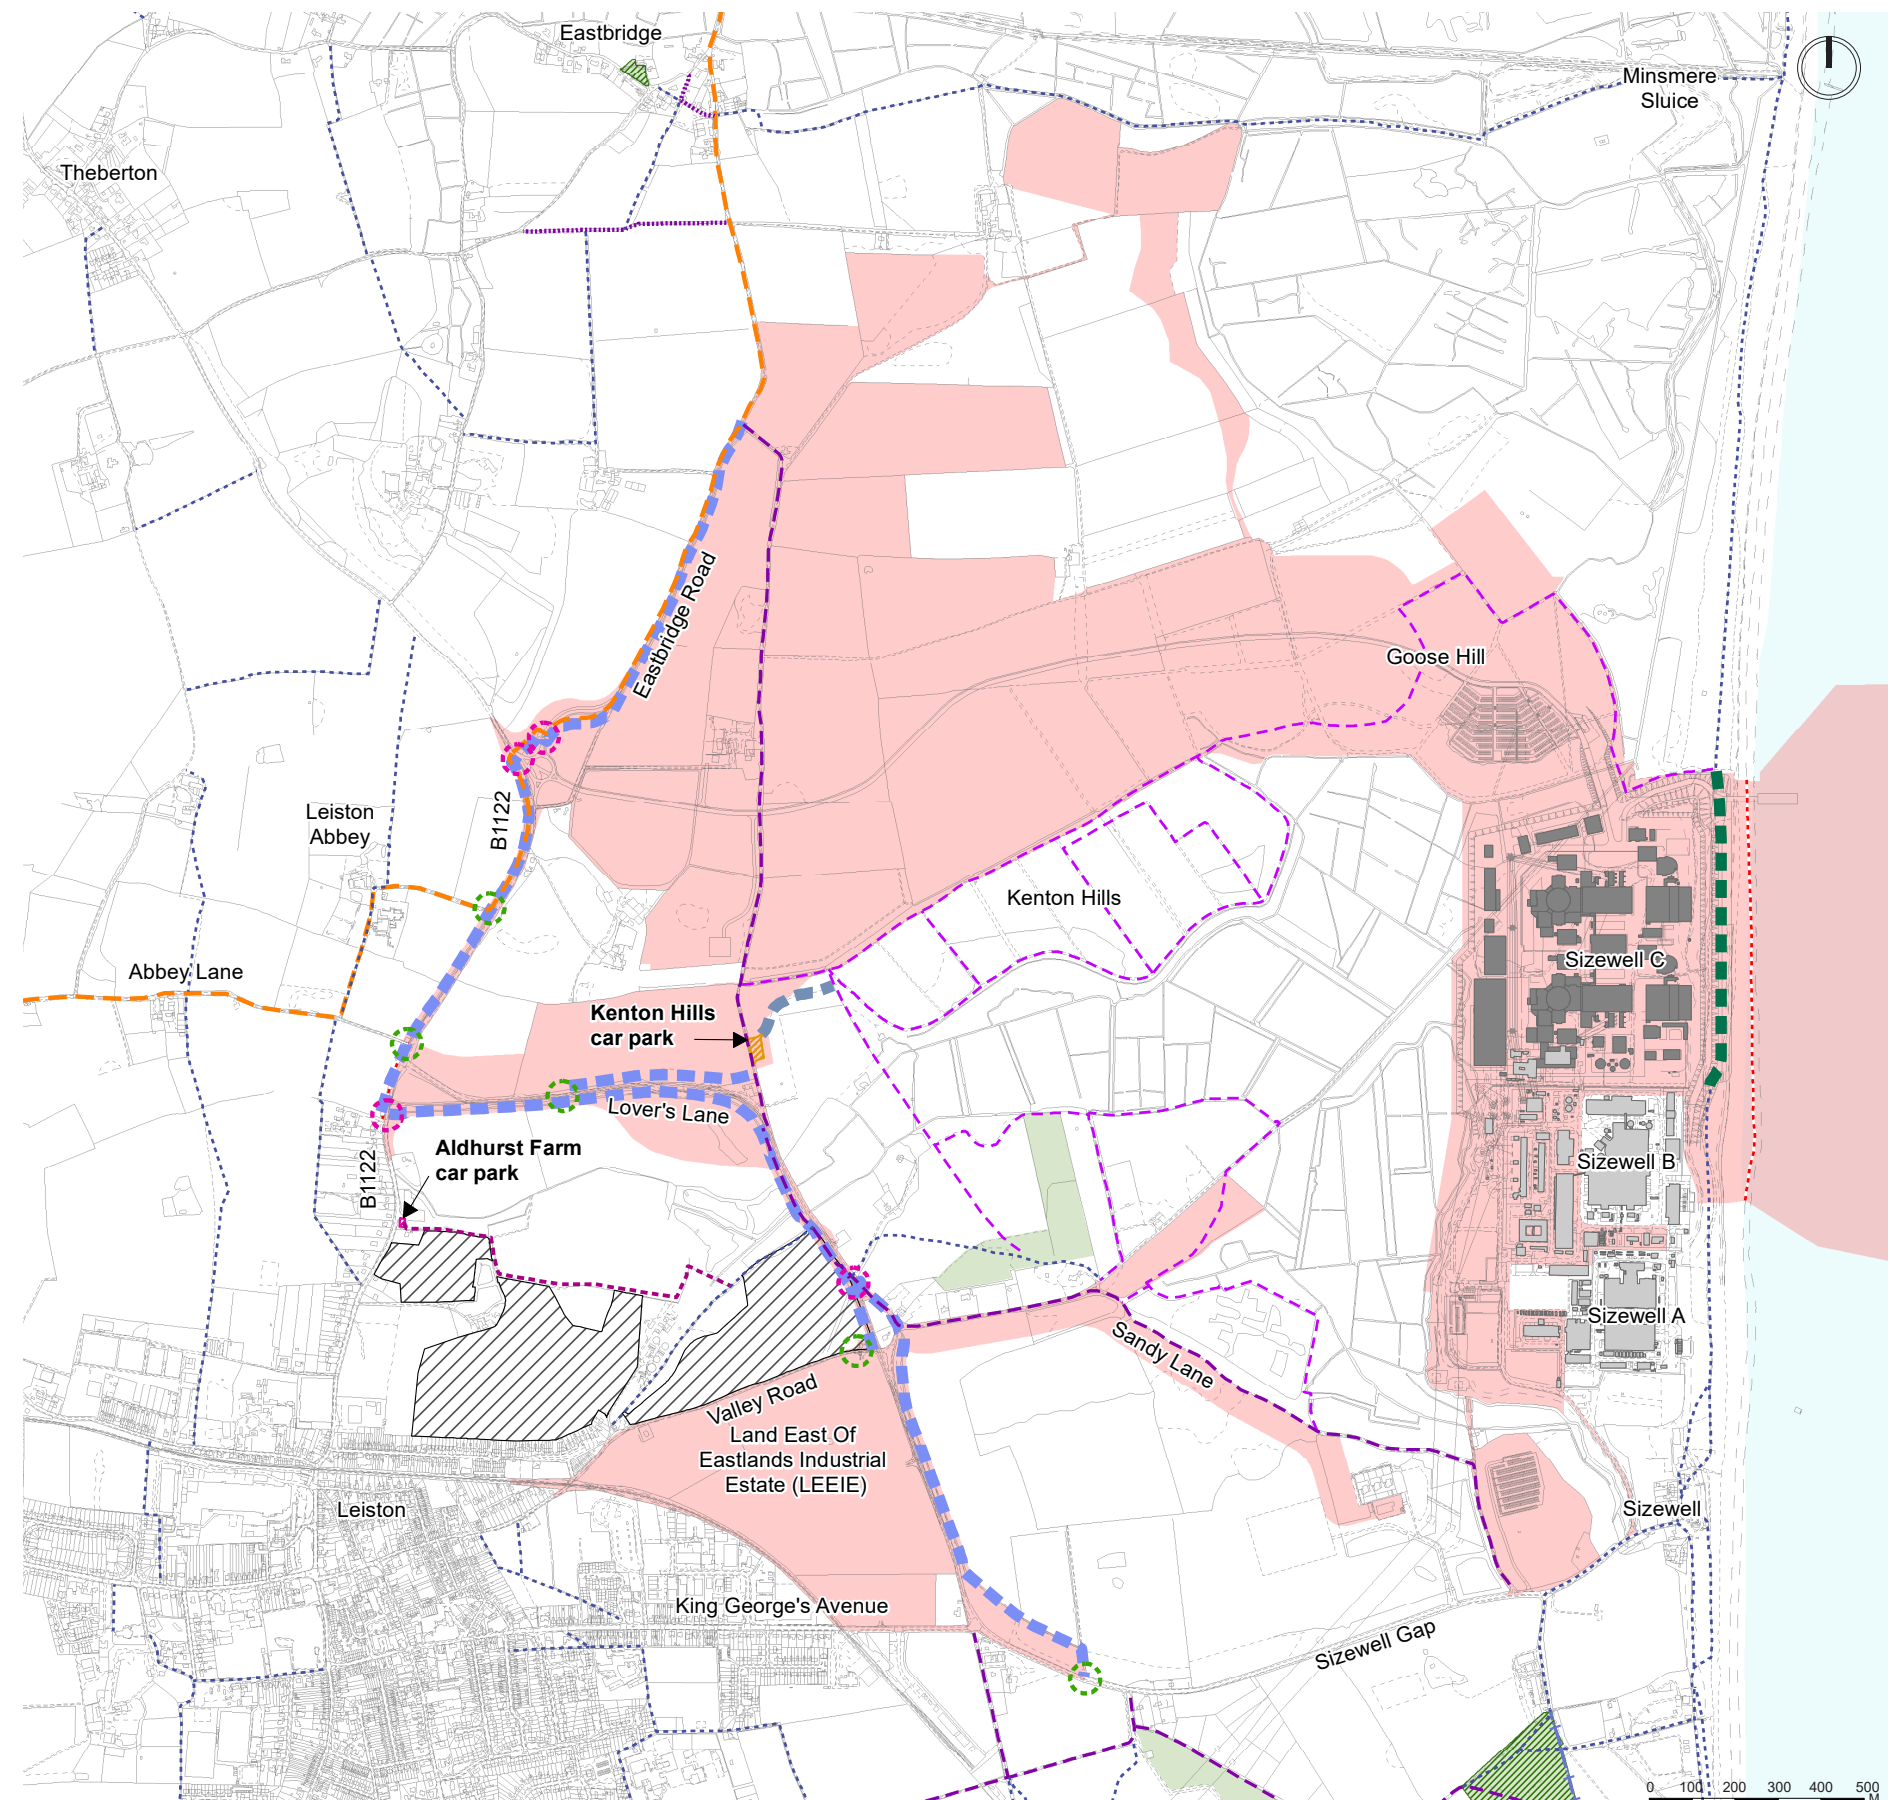 Eastbridge
Minsmere
Sluice
Theberton
Eastbridge Road
Goose Hill
B1122
Leiston
Abbey
Kenton Hills
Abbey Lane
Sizewell C
Kenton Hills
car park
Lover's Lane
Aldhurst Farm
car park
B1122
Sizewell B
Sizewell A
Sandy Lane
Valley Road
Land East Of
Eastlands Industrial
Estate (LEEIE)
Leiston
Sizewell
King George's Avenue
Sizewell Gap
0 100 200 300 400 500
M